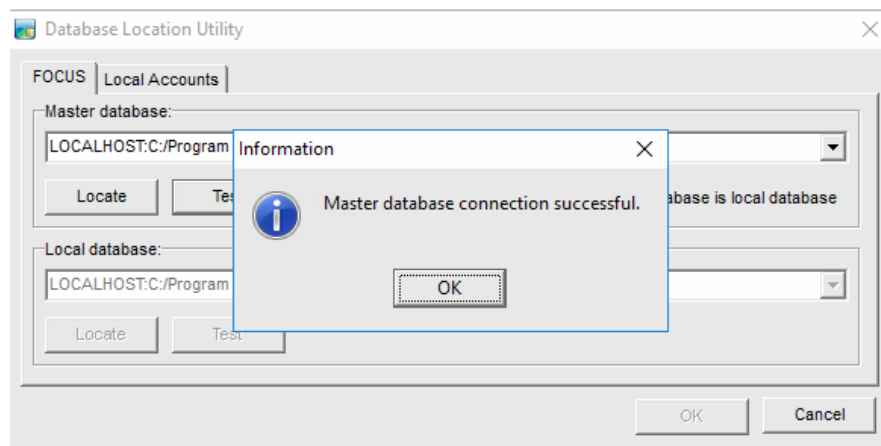 Database Location Utility
FOCUS Local Accounts
Master database:
LOCALHOST:C:/Program
Information
Master database connection successful.
OK
Locate
abase is local database
Local database:
LOCALHOST:C:/Program
Locate Test
OK Cancel